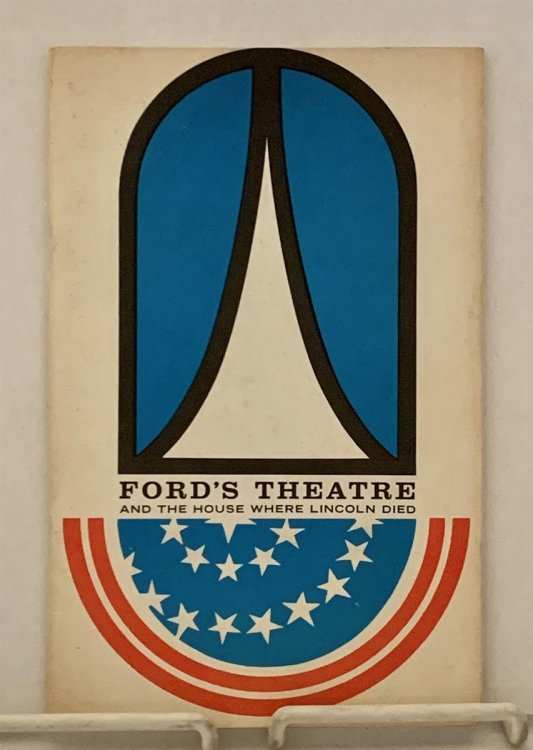 FORD'S THEATRE
AND THE HOUSE WHERE LINCOLN DIED